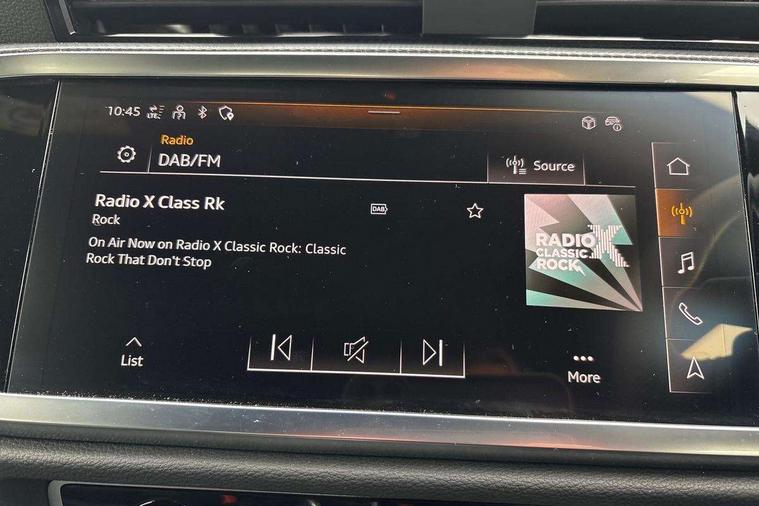 10:45 LTE
Radio
DAB/FM
Source
Radio X Class Rk
Rock
DAB
On Air Now on Radio X Classic Rock: Classic
Rock That Don't Stop
RADIO X
CLASSIC
ROCK
List
More